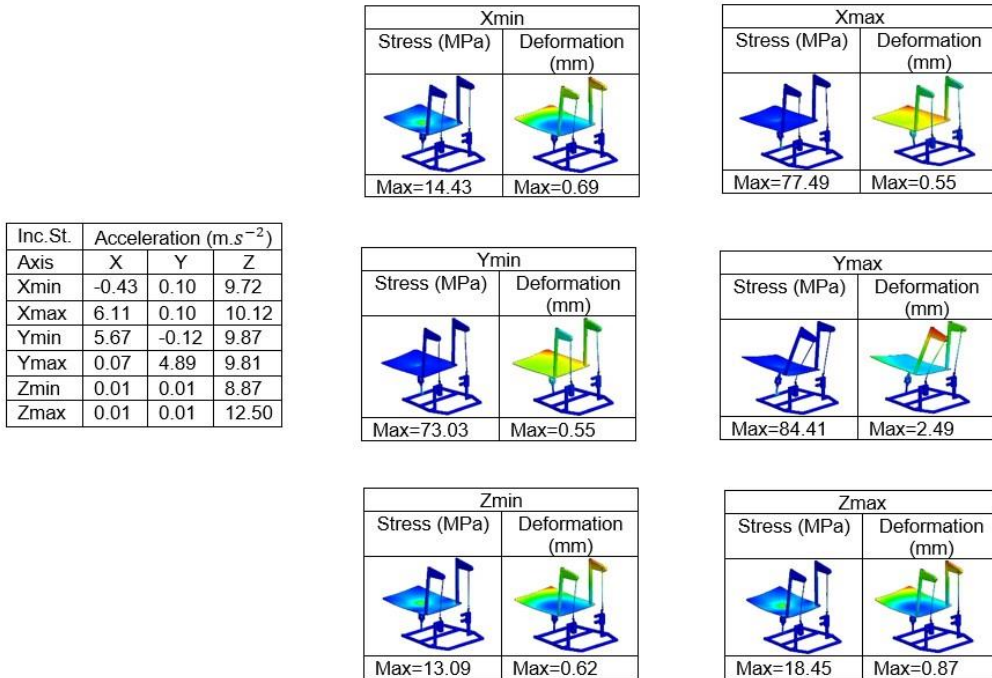 Inc.St. Acceleration (m.s⁻²)
Axis X Y Z
Xmin -0.43 0.10 9.72
Xmax 6.11 0.10 10.12
Ymin 5.67 -0.12 9.87
Ymax 0.07 4.89 9.81
Zmin 0.01 0.01 8.87
Zmax 0.01 0.01 12.50
Xmin
Stress (MPa) Deformation
(mm)
Max=14.43 Max=0.69
Xmax
Stress (MPa) Deformation
(mm)
Max=77.49 Max=0.55
Ymin
Stress (MPa) Deformation
(mm)
Max=73.03 Max=0.55
Ymax
Stress (MPa) Deformation
(mm)
Max=84.41 Max=2.49
Zmin
Stress (MPa) Deformation
(mm)
Max=13.09 Max=0.62
Zmax
Stress (MPa) Deformation
(mm)
Max=18.45 Max=0.87